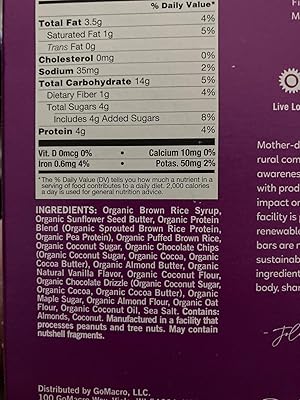 % Daily Value*
Total Fat 3.5g 4%
Saturated Fat 1g 5%
Trans Fat 0g
Cholesterol 0mg 0%
Sodium 35mg 2%
Total Carbohydrate 14g 5%
Dietary Fiber 1g 4%
Total Sugars 4g
Includes 4g Added Sugars 8%
Protein 4g 4%
Vit. D 0mcg 0% • Calcium 10mg 0%
Iron 0.6mg 4% • Potas. 50mg 2%
*The % Daily Value (DV) tells you how much a nutrient in a
serving of food contributes to a daily diet. 2,000 calories
a day is used for general nutrition advice.
INGREDIENTS: Organic Brown Rice Syrup,
Organic Sunflower Seed Butter, Organic Protein
Blend (Organic Sprouted Brown Rice Protein,
Organic Pea Protein), Organic Puffed Brown Rice,
Organic Coconut Sugar, Organic Chocolate Chips
(Organic Coconut Sugar, Organic Cocoa, Organic
Cocoa Butter), Organic Almond Butter, Organic
Natural Vanilla Flavor, Organic Coconut Flour,
Organic Chocolate Drizzle (Organic Coconut Sugar,
Organic Cocoa, Organic Cocoa Butter), Organic
Maple Sugar, Organic Almond Flour, Organic Oat
Flour, Organic Coconut Oil, Sea Salt. Contains:
Almonds, Coconut. Manufactured in a facility that
processes peanuts and tree nuts. May contain
nutshell fragments.
Distributed by GoMacro, LLC.
100 GoMacro Way,
Fi
M
Live Lo
Mother-d
rural com
awareness
with prod
impact on
facility is
renewable
bars are m
sustainab
ingredient
body, shar